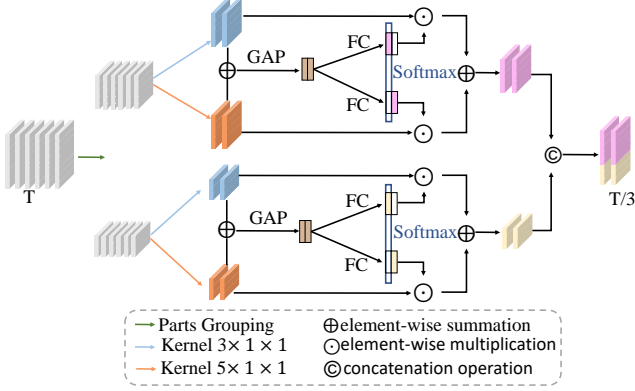 FC
GAP
Softmax
FC
T
©
T/3
FC
GAP
Softmax
FC
Parts Grouping
⊕element-wise summation
Kernel 3× 1 × 1
⊙element-wise multiplication
Kernel 5× 1 × 1
©concatenation operation